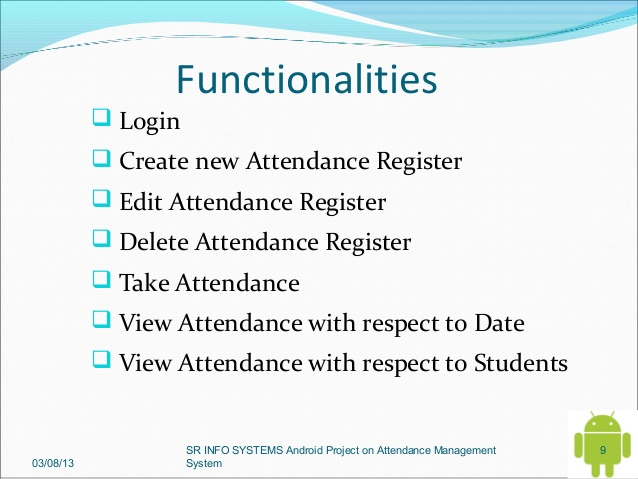 Functionalities
Login
Create new Attendance Register
Edit Attendance Register
Delete Attendance Register
Take Attendance
View Attendance with respect to Date
View Attendance with respect to Students
03/08/13
SR INFO SYSTEMS Android Project on Attendance Management
System
9